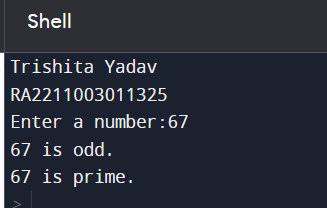 Shell
Trishita Yadav
RA2211003011325
Enter a number:67
67 is odd.
67 is prime.
>